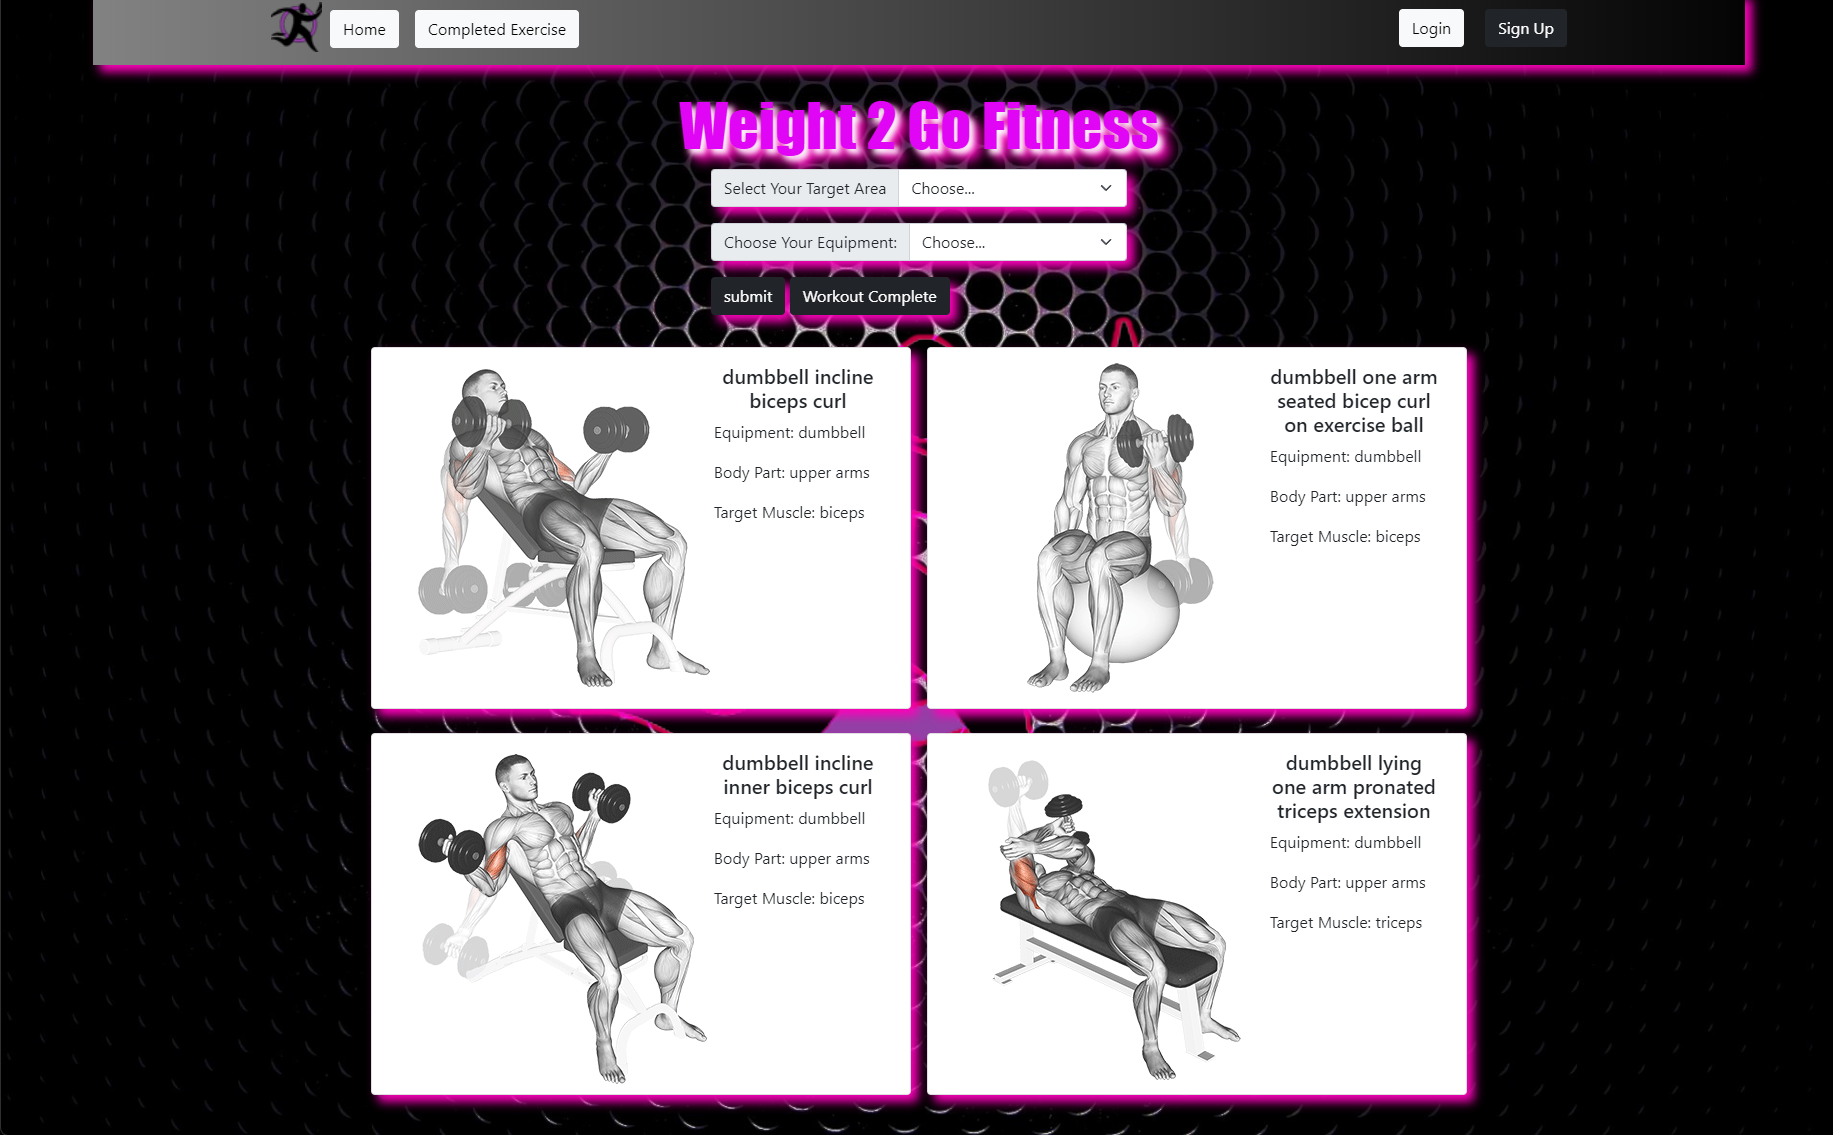 Home
Completed Exercise
Login
Sign Up
Weight 2 Go Fitness
Select Your Target Area
Choose...
Choose Your Equipment:
Choose...
submit
Workout Complete
dumbbell incline
biceps curl
Equipment: dumbbell
Body Part: upper arms
Target Muscle: biceps
dumbbell one arm
seated bicep curl
on exercise ball
Equipment: dumbbell
Body Part: upper arms
Target Muscle: biceps
dumbbell incline
inner biceps curl
Equipment: dumbbell
Body Part: upper arms
Target Muscle: biceps
dumbbell lying
one arm pronated
triceps extension
Equipment: dumbbell
Body Part: upper arms
Target Muscle: triceps